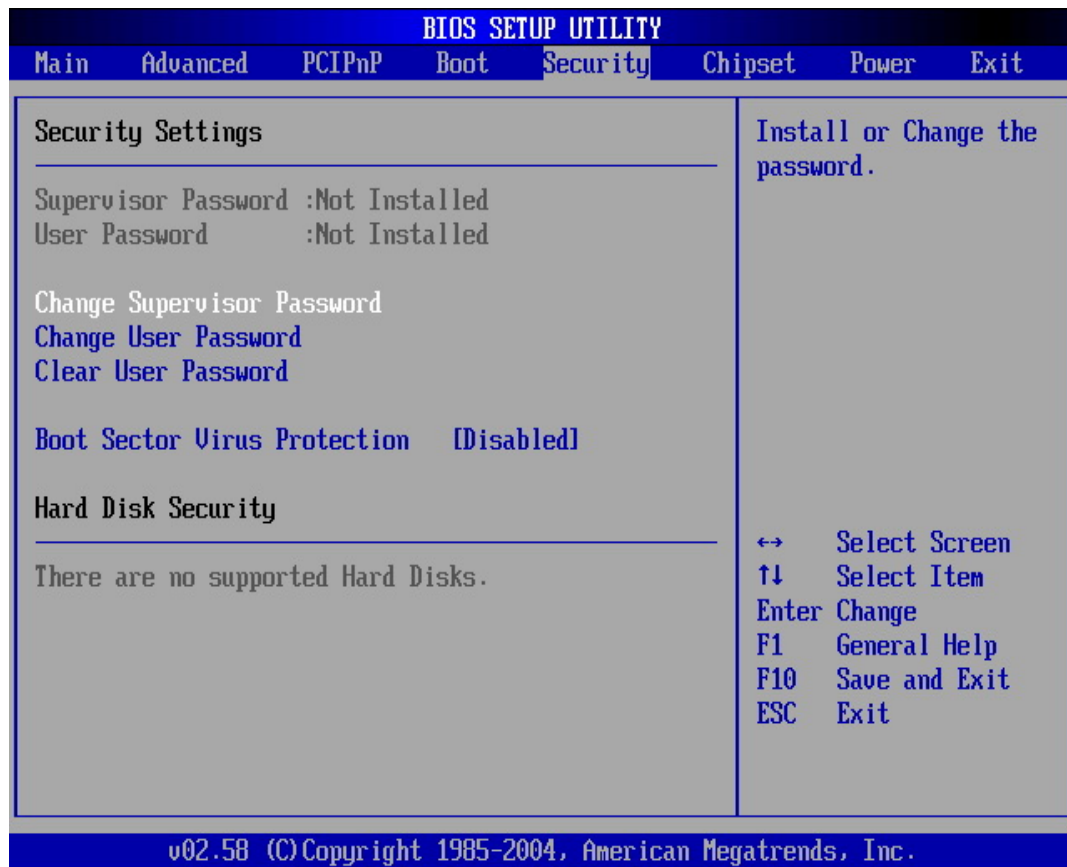 BIOS SETUP UTILITY
Main Advanced PCIPnP Boot Security Chipset Power Exit
Security Settings
Supervisor Password :Not Installed
User Password :Not Installed
Change Supervisor Password
Change User Password
Clear User Password
Boot Sector Virus Protection [Disabled]
Hard Disk Security
There are no supported Hard Disks.
Install or Change the
password.
↔ Select Screen
↑↓ Select Item
Enter Change
F1 General Help
F10 Save and Exit
ESC Exit
v02.58 (C)Copyright 1985-2004, American Megatrends, Inc.